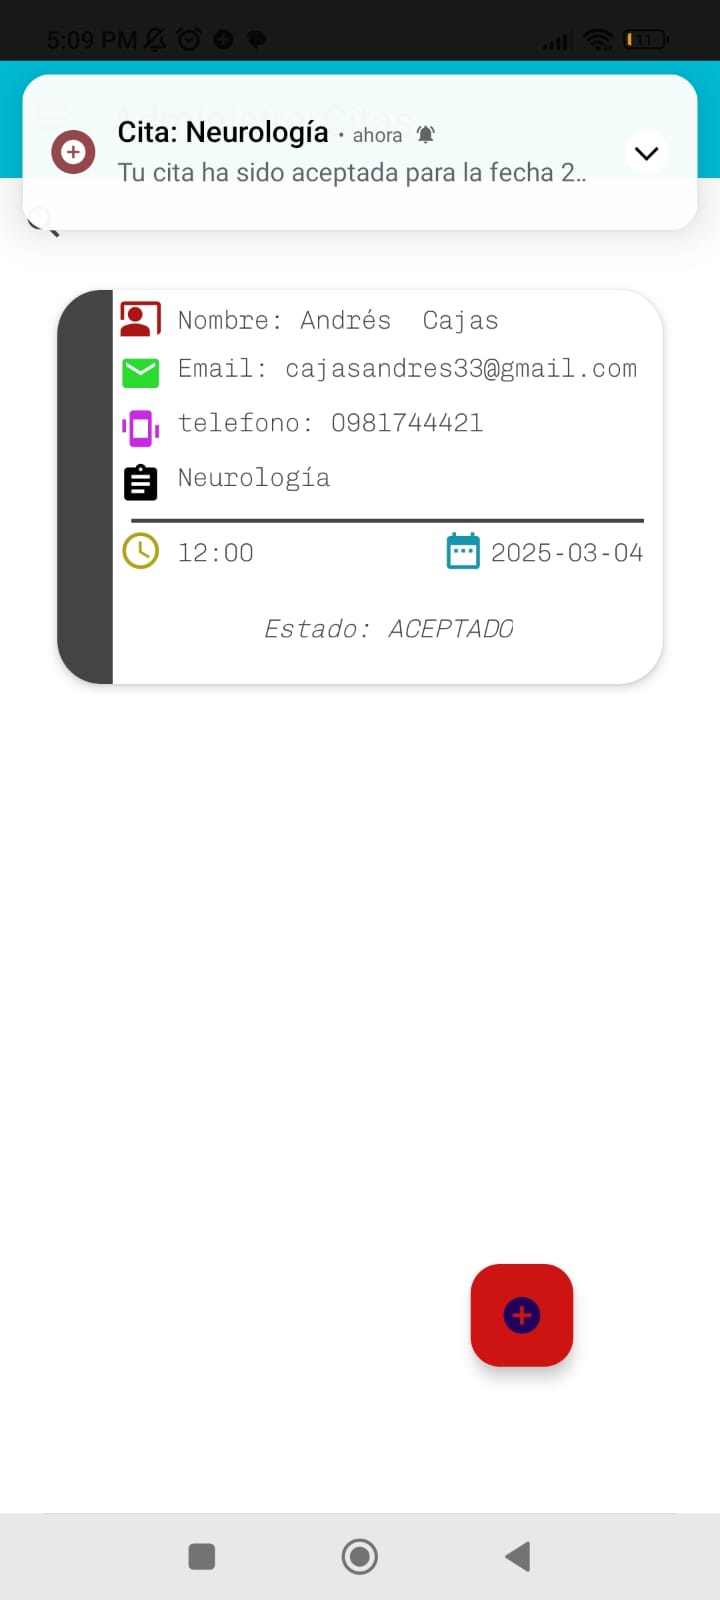 5:09 PM
11
Cita: Neurología · ahora
Tu cita ha sido aceptada para la fecha 2..
Nombre: Andrés  Cajas
Email: cajasandres33@gmail.com
telefono: 0981744421
Neurología
12:00 2025-03-04
Estado: ACEPTADO